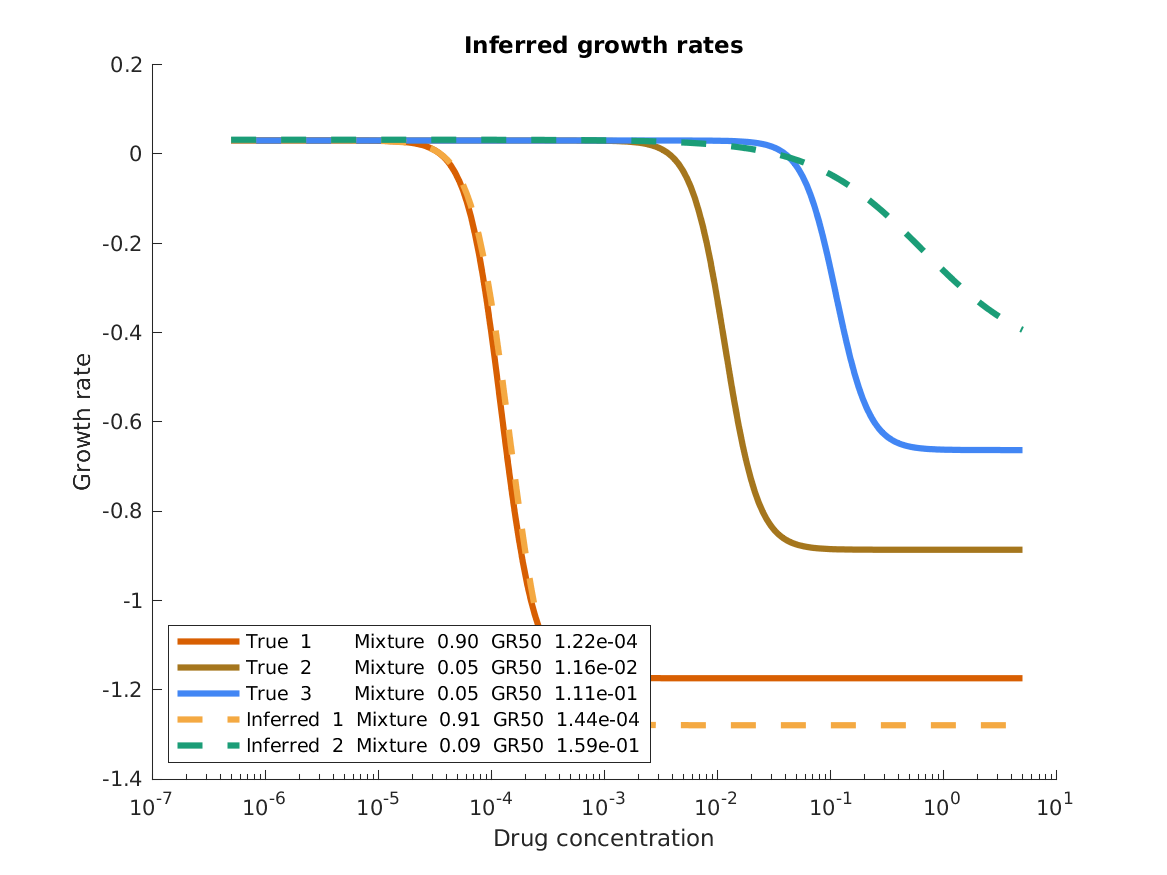 Inferred growth rates
0.2
0
-0.2
-0.4
-0.6
-0.8
-1
-1.2
-1.4
Growth rate
True 1 Mixture 0.90 GR50 1.22e-04
True 2 Mixture 0.05 GR50 1.16e-02
True 3 Mixture 0.05 GR50 1.11e-01
Inferred 1 Mixture 0.91 GR50 1.44e-04
Inferred 2 Mixture 0.09 GR50 1.59e-01
10^-7 10^-6 10^-5 10^-4 10^-3 10^-2 10^-1 10^0 10^1
Drug concentration